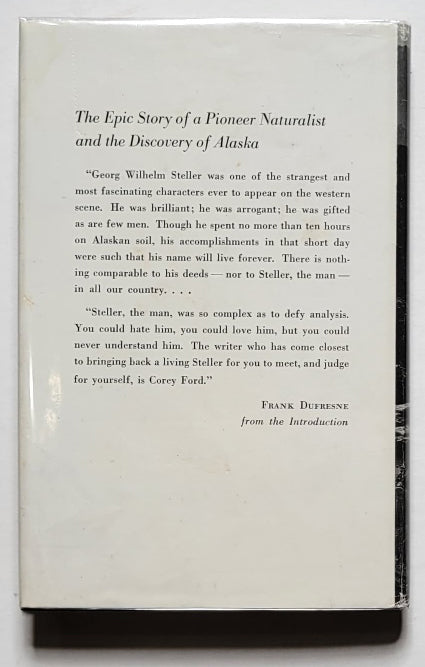 The Epic Story of a Pioneer Naturalist
and the Discovery of Alaska
"Georg Wilhelm Steller was one of the strangest and
most fascinating characters ever to appear on the western
scene. He was brilliant; he was arrogant; he was gifted
as are few men. Though he spent no more than ten hours
on Alaskan soil, his accomplishments in that short day
were such that his name will live forever. There is noth-
ing comparable to his deeds — nor to Steller, the man —
in all our country. . . .
"Steller, the man, was so complex as to defy analysis.
You could hate him, you could love him, but you could
never understand him. The writer who has come closest
to bringing back a living Steller for you to meet, and judge
for yourself, is Corey Ford."
Frank Dufresne
from the Introduction